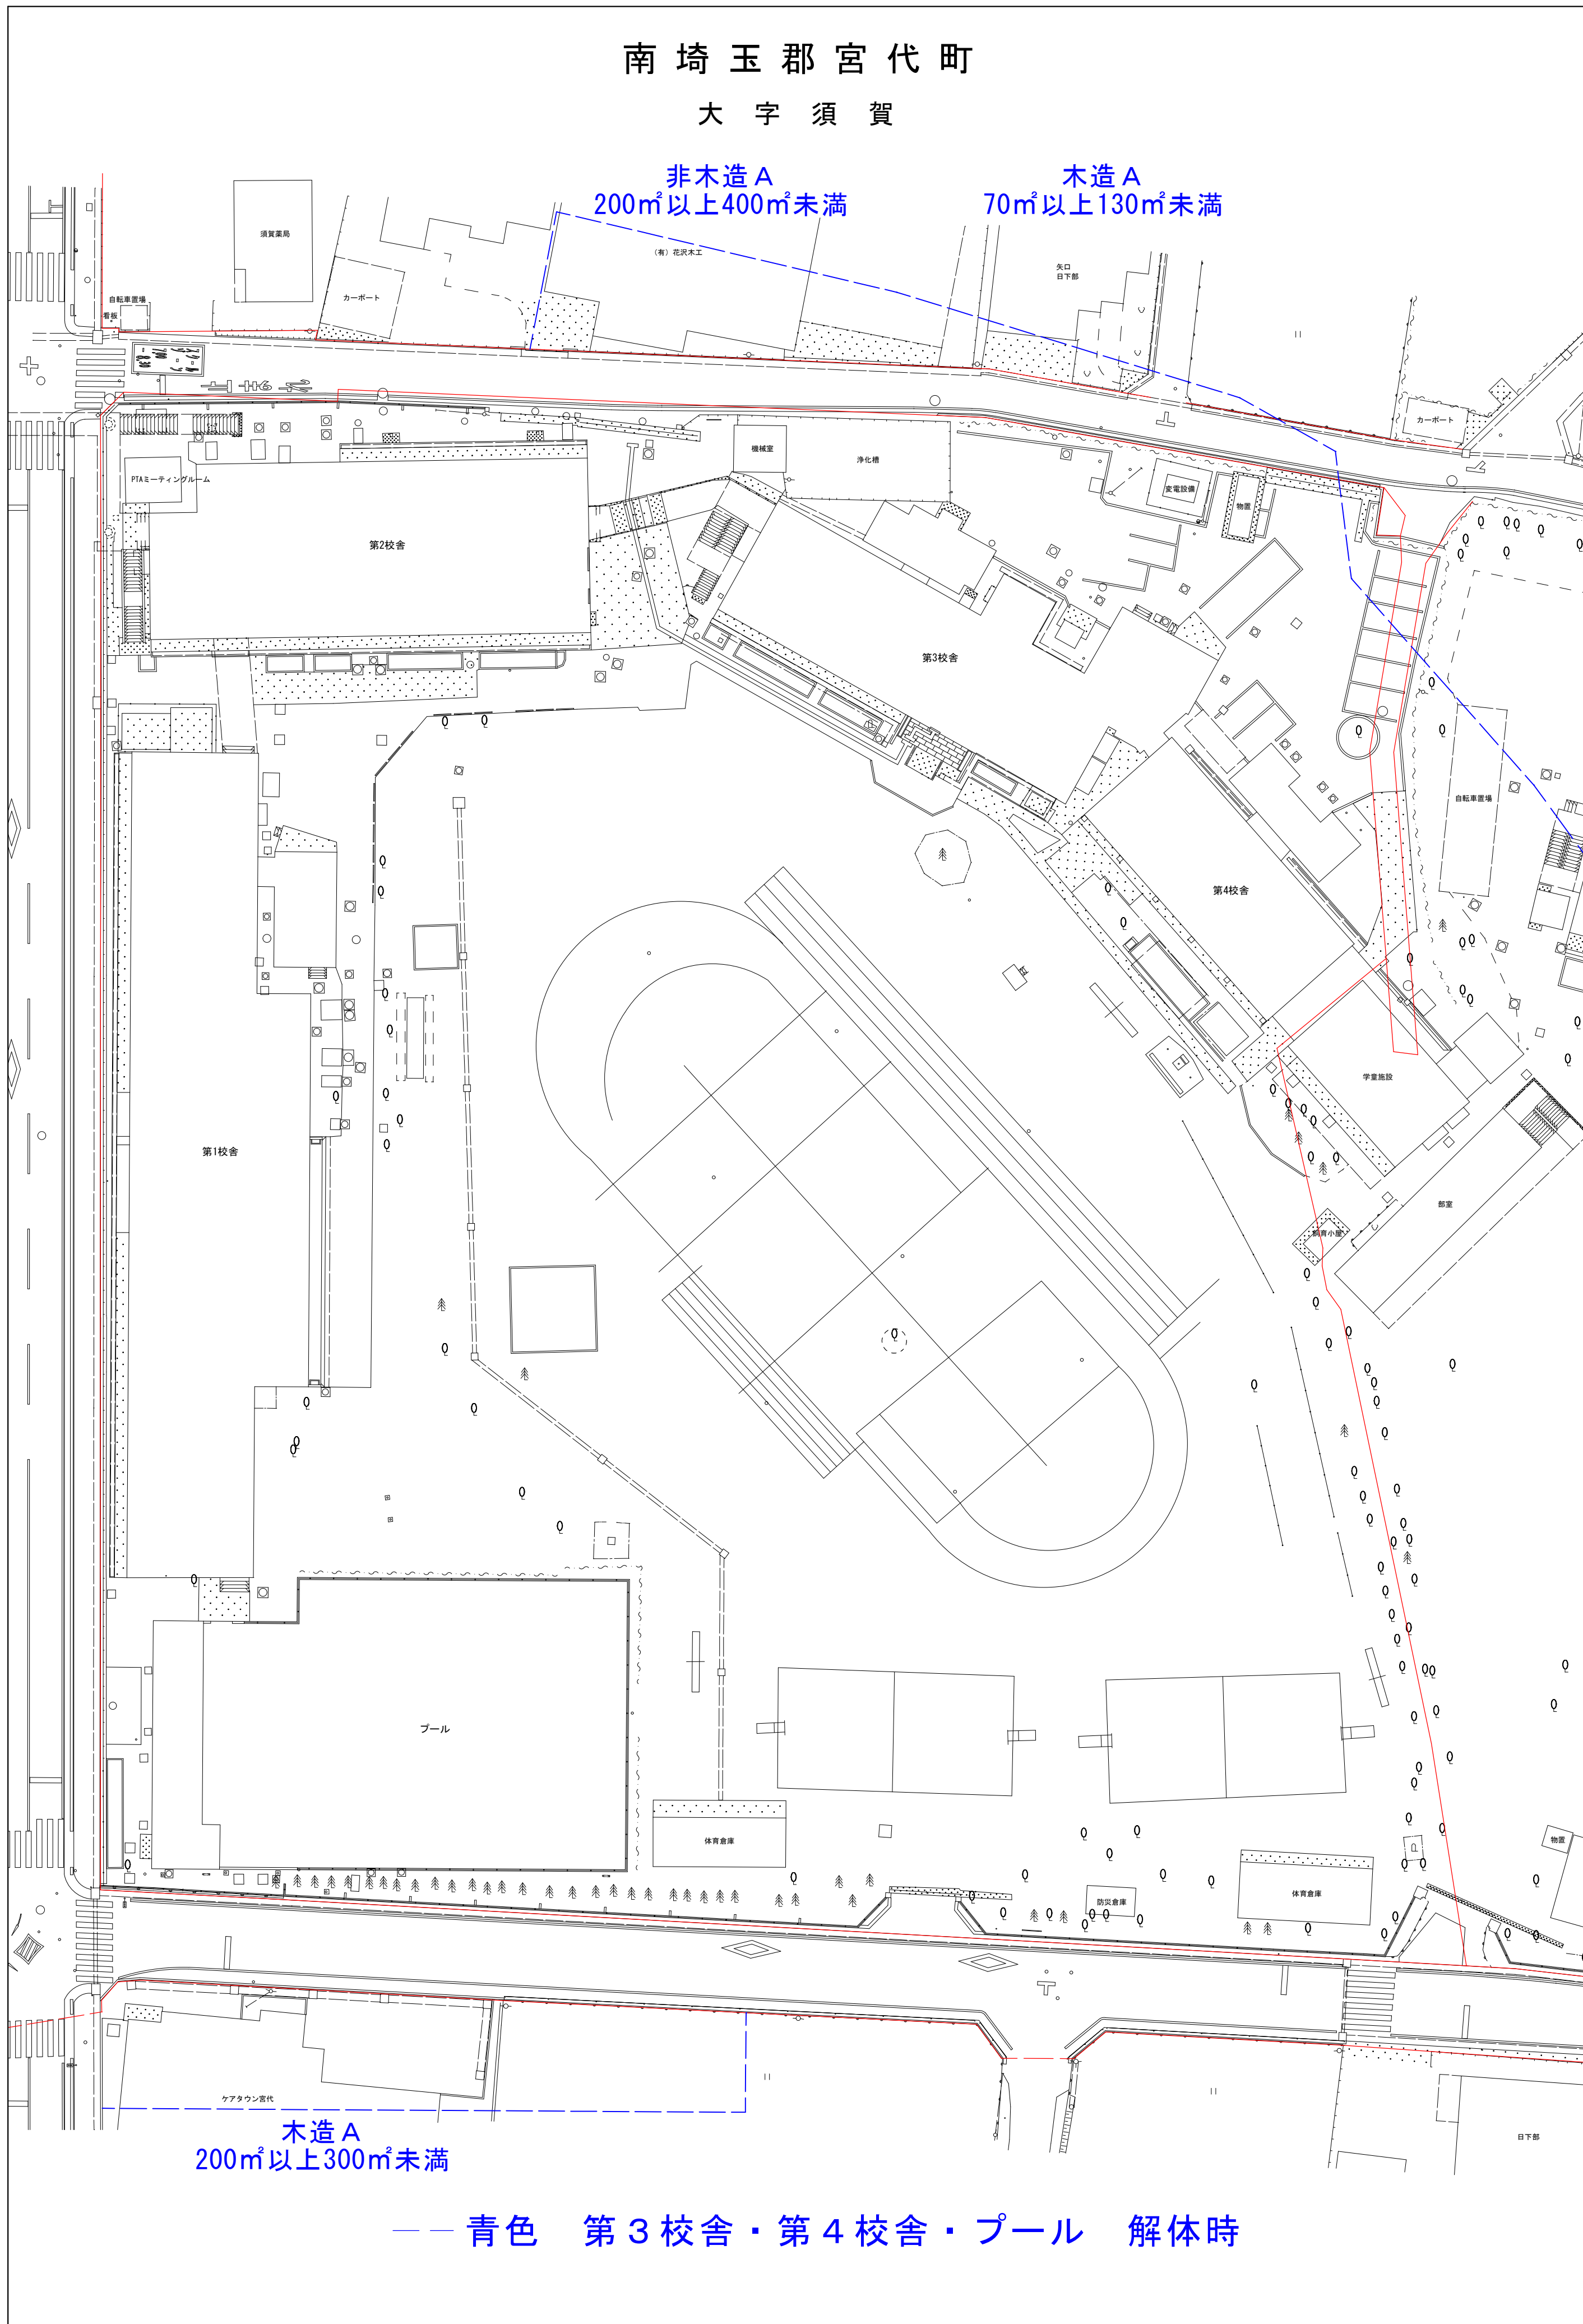 南埼玉郡宮代町
大字須賀
非木造A
200㎡以上400㎡未満
木造A
70㎡以上130㎡未満
須賀薬局
(有)花沢木工
矢口
日下部
自転車置場
看板
カーポート
カーポート
機械室
浄化槽
変電設備
物置
PTAミーティングルーム
第2校舎
第3校舎
自転車置場
第4校舎
学童施設
第1校舎
部室
飼育小屋
プール
体育倉庫
物置
体育倉庫
防災倉庫
ケアタウン宮代
日下部
木造A
200㎡以上300㎡未満
―― 青色 第3校舎・第4校舎・プール 解体時